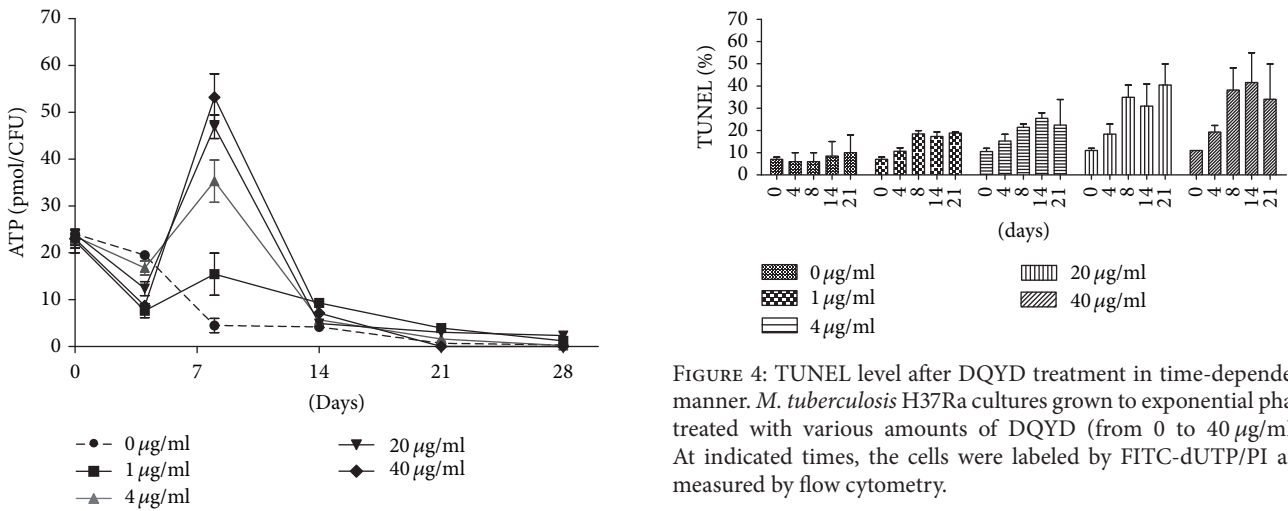 70
60
50
40
30
20
10
0
ATP (pmol/CFU)
0 7 14 21 28
(Days)
0 μg/ml
1 μg/ml
4 μg/ml
20 μg/ml
40 μg/ml
70
60
50
40
30
20
10
0
TUNEL (%)
0 4 8 14 21 0 4 8 14 21 0 4 8 14 21 0 4 8 14 21 0 4 8 14 21
(days)
0 μg/ml
1 μg/ml
4 μg/ml
20 μg/ml
40 μg/ml
FIGURE 4: TUNEL level after DQYD treatment in time-depende
manner. M. tuberculosis H37Ra cultures grown to exponential pha
treated with various amounts of DQYD (from 0 to 40 μg/ml
At indicated times, the cells were labeled by FITC-dUTP/PI a
measured by flow cytometry.